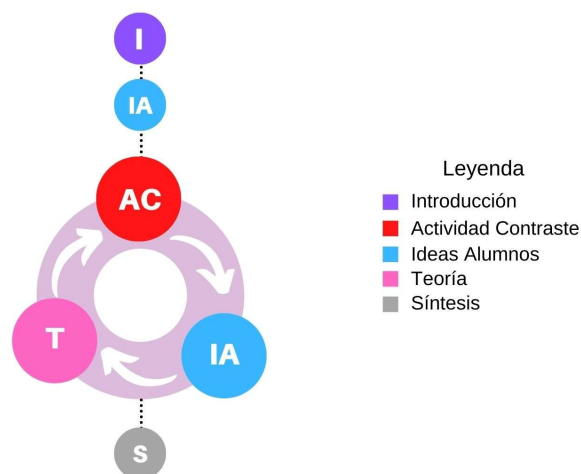 I
IA
AC
T
IA
S
Leyenda
Introducción
Actividad Contraste
Ideas Alumnos
Teoría
Síntesis